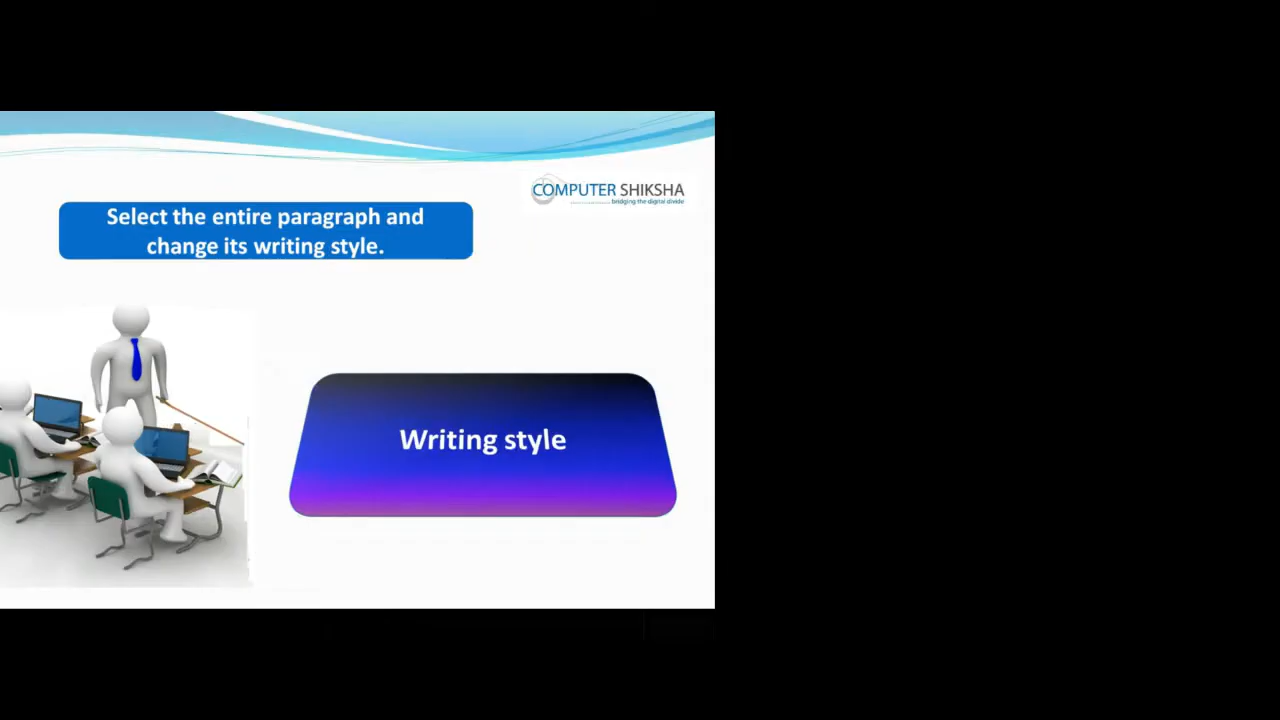 COMPUTER SHIKSHA
bridging the digital divide
Select the entire paragraph and
change its writing style.
Writing style